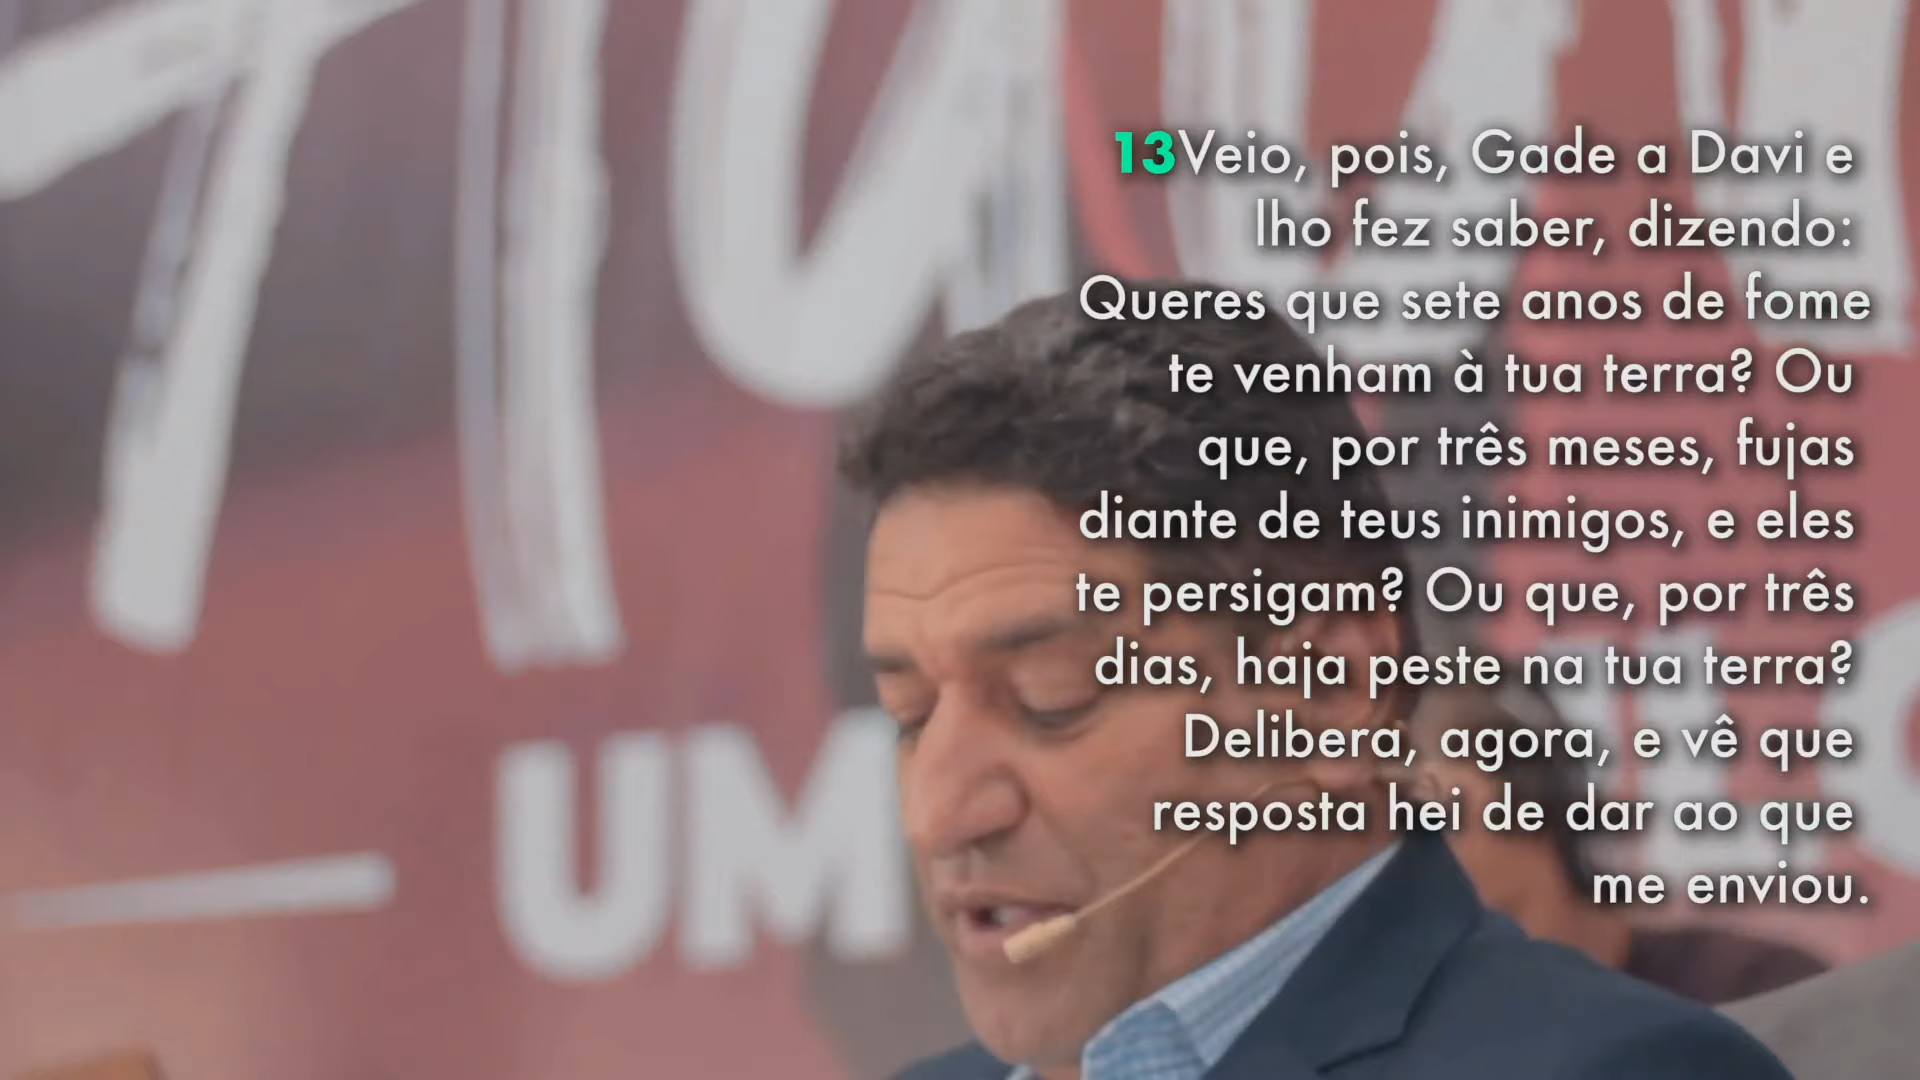 UM
13Veio, pois, Gade a Davi e
lho fez saber, dizendo:
Queres que sete anos de fome
te venham à tua terra? Ou
que, por três meses, fujas
diante de teus inimigos, e eles
te persigam? Ou que, por três
dias, haja peste na tua terra?
Delibera, agora, e vê que
resposta hei de dar ao que
me enviou.